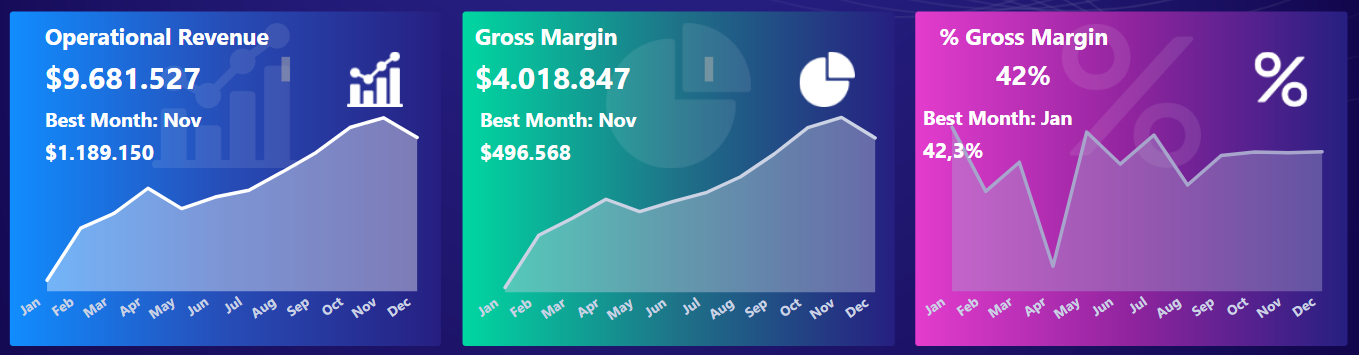 Operational Revenue
$9.681.527
Best Month: Nov
$1.189.150
Jan Feb Mar Apr May Jun Jul Aug Sep Oct Nov Dec
Gross Margin
$4.018.847
Best Month: Nov
$496.568
Jan Feb Mar Apr May Jun Jul Aug Sep Oct Nov Dec
% Gross Margin
42%
%
Best Month: Jan
42,3%
Jan Feb Mar Apr May Jun Jul Aug Sep Oct Nov Dec